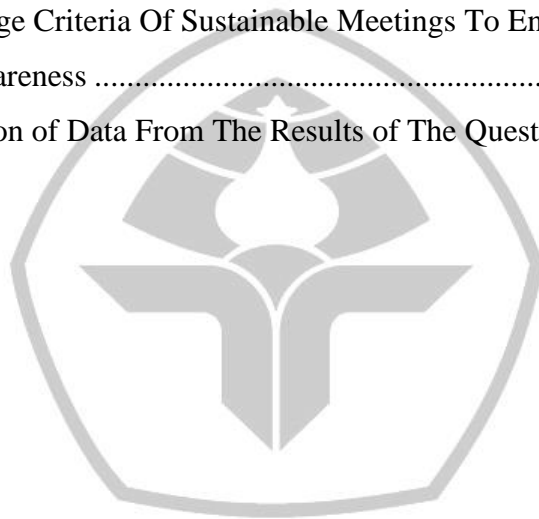 ge Criteria Of Sustainable Meetings To En
areness ..................................................
on of Data From The Results of The Quest